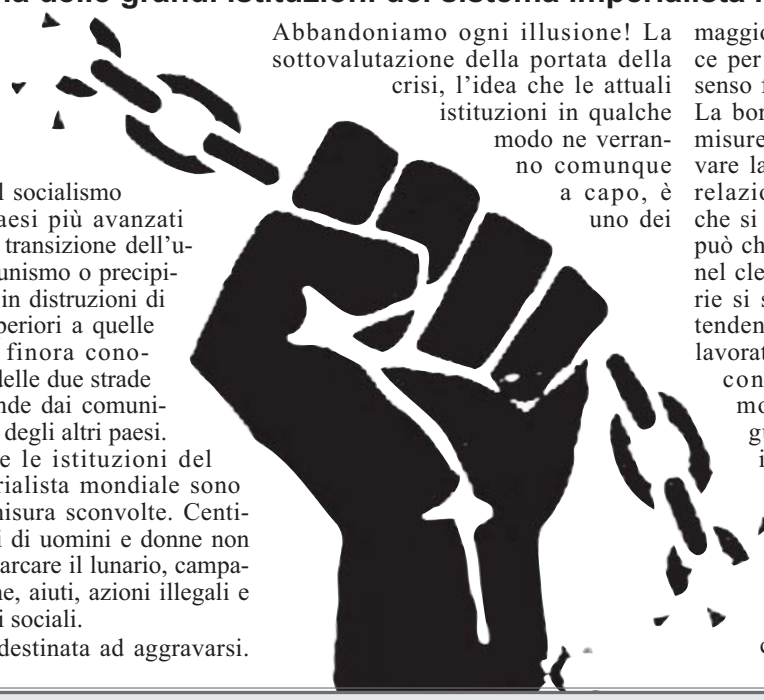 delle grandi istituzioni del sistema imperialista
l socialismo
aesi più avanzati
transizione dell’u-
unismo o precipi-
in distruzioni di
periori a quelle
finora cono-
delle due strade
nde dai comuni-
degli altri paesi.
e le istituzioni del
rialista mondiale sono
misura sconvolte. Centi-
i di uomini e donne non
arcare il lunario, campa-
ne, aiuti, azioni illegali e
i sociali.
destinata ad aggravarsi.
Abbandoniamo ogni illusione! La
sottovalutazione della portata della
crisi, l’idea che le attuali
istituzioni in qualche
modo ne verran-
no comunque
a capo, è
uno dei
maggio
ce per
senso f
La bor
misure
vare la
relazio
che si
può ch
nel cle
rie si s
tenden
lavorat
con
mo
gu
i